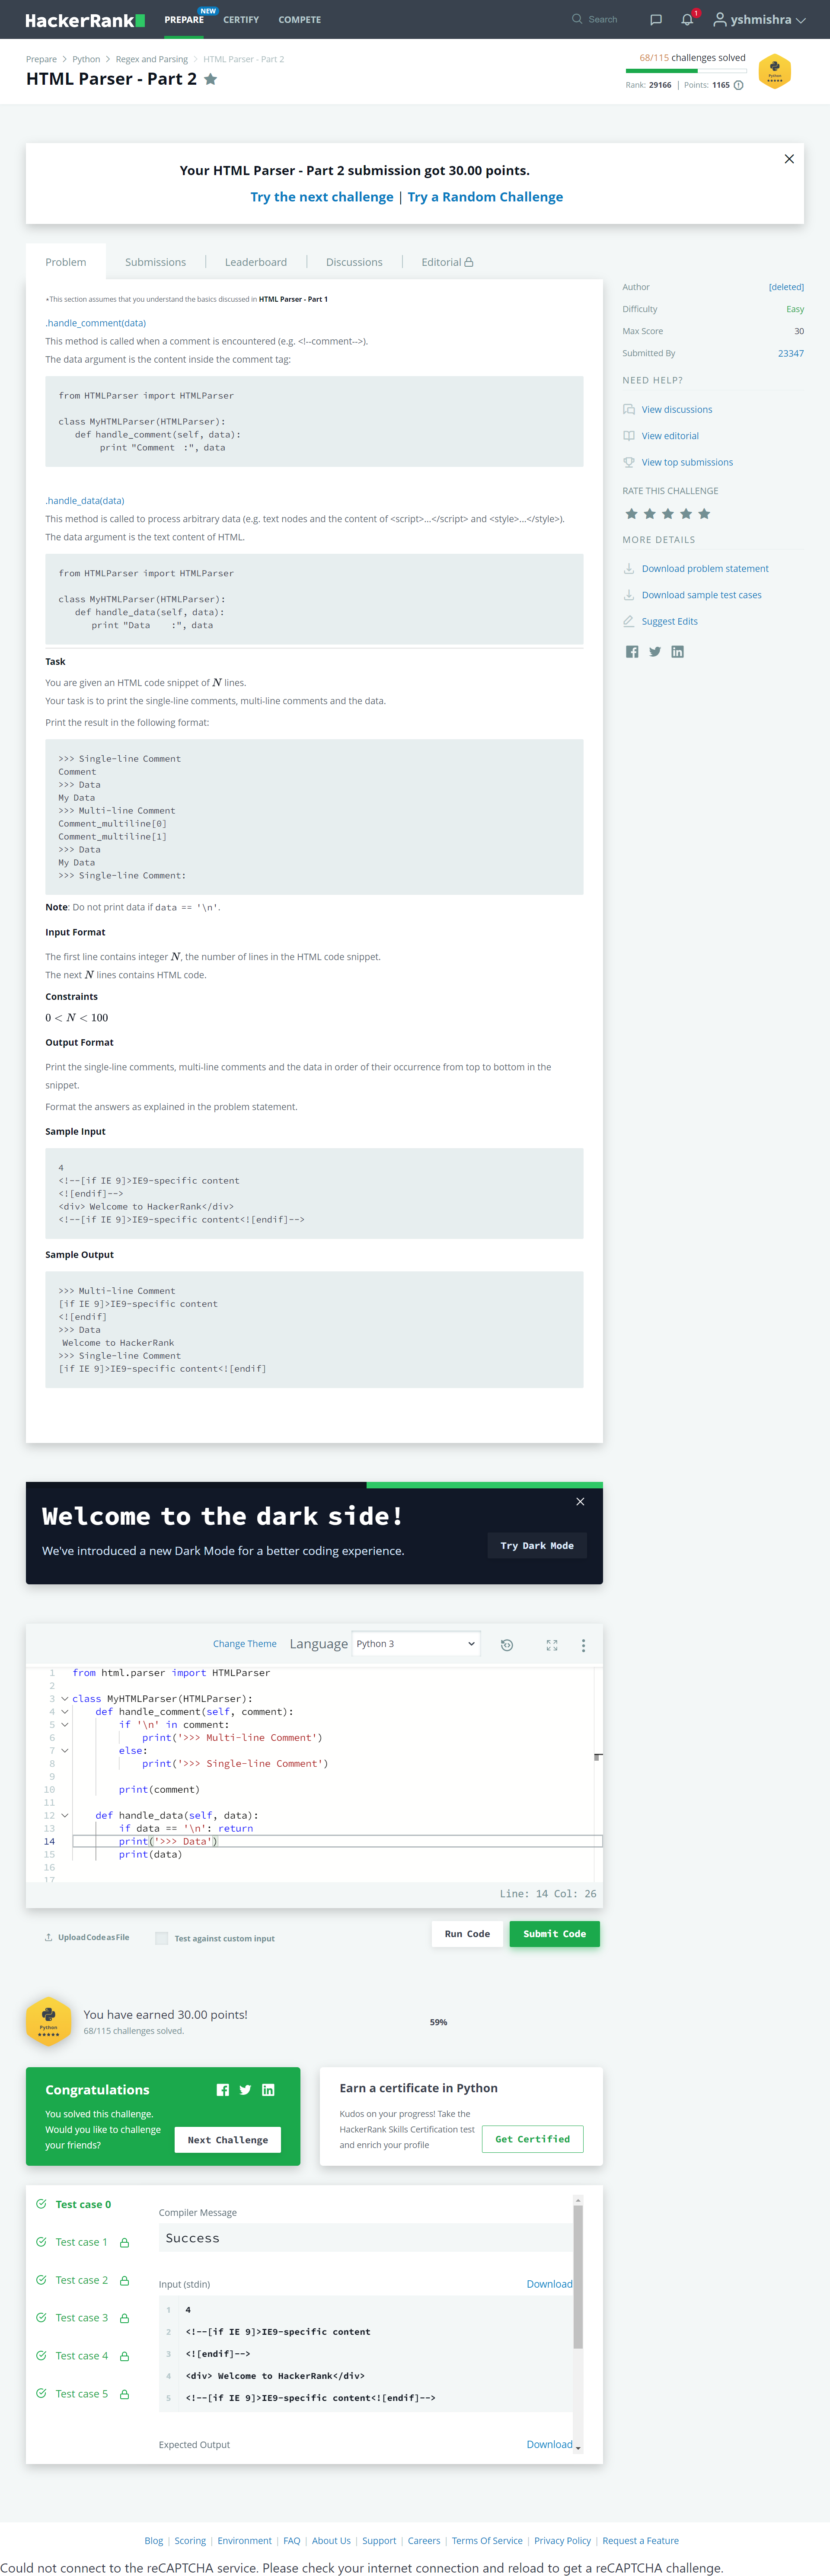 HackerRank
PREPARE
NEW
CERTIFY
COMPETE
Search
1
yshmishra
Prepare > Python > Regex and Parsing > HTML Parser - Part 2
HTML Parser - Part 2
68/115 challenges solved
Rank: 29166 | Points: 1165
Python
Your HTML Parser - Part 2 submission got 30.00 points.
Try the next challenge | Try a Random Challenge
Problem
Submissions
Leaderboard
Discussions
Editorial
*This section assumes that you understand the basics discussed in HTML Parser - Part 1
.handle_comment(data)
This method is called when a comment is encountered (e.g. <!--comment-->).
The data argument is the content inside the comment tag:
from HTMLParser import HTMLParser
class MyHTMLParser(HTMLParser):
def handle_comment(self, data):
print "Comment  :", data
.handle_data(data)
This method is called to process arbitrary data (e.g. text nodes and the content of <script>...</script> and <style>...</style>).
The data argument is the text content of HTML.
from HTMLParser import HTMLParser
class MyHTMLParser(HTMLParser):
def handle_data(self, data):
print "Data     :", data
Task
You are given an HTML code snippet of N lines.
Your task is to print the single-line comments, multi-line comments and the data.
Print the result in the following format:
>>> Single-line Comment
Comment
>>> Data
My Data
>>> Multi-line Comment
Comment_multiline[0]
Comment_multiline[1]
>>> Data
My Data
>>> Single-line Comment:
Note: Do not print data if data == '\n'.
Input Format
The first line contains integer N, the number of lines in the HTML code snippet.
The next N lines contains HTML code.
Constraints
0 < N < 100
Output Format
Print the single-line comments, multi-line comments and the data in order of their occurrence from top to bottom in the
snippet.
Format the answers as explained in the problem statement.
Sample Input
4
<!--[if IE 9]>IE9-specific content
<![endif]-->
<div> Welcome to HackerRank</div>
<!--[if IE 9]>IE9-specific content<![endif]-->
Sample Output
>>> Multi-line Comment
[if IE 9]>IE9-specific content
<![endif]
>>> Data
Welcome to HackerRank
>>> Single-line Comment
[if IE 9]>IE9-specific content<![endif]
Author [deleted]
Difficulty Easy
Max Score 30
Submitted By 23347
NEED HELP?
View discussions
View editorial
View top submissions
RATE THIS CHALLENGE
MORE DETAILS
Download problem statement
Download sample test cases
Suggest Edits
Welcome to the dark side!
We've introduced a new Dark Mode for a better coding experience.
Try Dark Mode
Change Theme Language Python 3
1 from html.parser import HTMLParser
2
3 class MyHTMLParser(HTMLParser):
4 def handle_comment(self, comment):
5 if '\n' in comment:
6 print('>>> Multi-line Comment')
7 else:
8 print('>>> Single-line Comment')
9
10 print(comment)
11
12 def handle_data(self, data):
13 if data == '\n': return
14 print('>>> Data')
15 print(data)
16
17
Line: 14 Col: 26
Upload Code as File
Test against custom input
Run Code
Submit Code
Python
You have earned 30.00 points!
68/115 challenges solved.
59%
Congratulations
You solved this challenge.
Would you like to challenge
your friends?
Next Challenge
Earn a certificate in Python
Kudos on your progress! Take the
HackerRank Skills Certification test
and enrich your profile
Get Certified
Test case 0
Test case 1
Test case 2
Test case 3
Test case 4
Test case 5
Compiler Message
Success
Input (stdin) Download
1 4
2 <!--[if IE 9]>IE9-specific content
3 <![endif]-->
4 <div> Welcome to HackerRank</div>
5 <!--[if IE 9]>IE9-specific content<![endif]-->
Expected Output Download
Blog | Scoring | Environment | FAQ | About Us | Support | Careers | Terms Of Service | Privacy Policy | Request a Feature
Could not connect to the reCAPTCHA service. Please check your internet connection and reload to get a reCAPTCHA challenge.